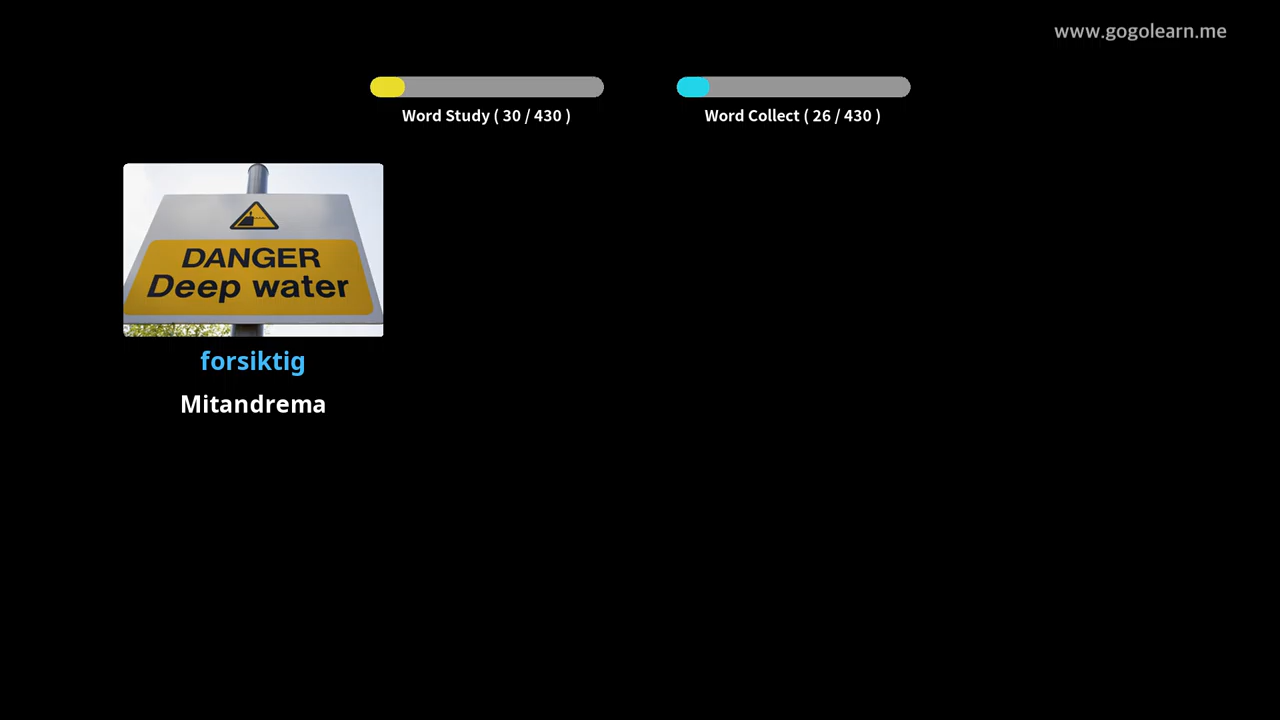 www.gogolearn.me
Word Study ( 30 / 430 )
Word Collect ( 26 / 430 )
DANGER
Deep water
forsiktig
Mitandrema